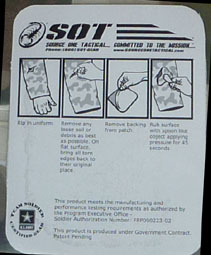 SOT
SOURCE ONE TACTICAL... COMMITTED TO THE MISSION...
Rip in uniform
Remove any
loose soil or
debris as best
as possible. On
flat surface,
bring all torn
edges back to
their original
place
Remove backing
from patch
Rub surface
with spoon like
object applying
pressure for 45
seconds
This product meets the manufacturing and
performance testing requirements as authorized by
the Program Executive Office -
Soldier Authorization Number:
This product is produced under Government Contract
Patent Pending